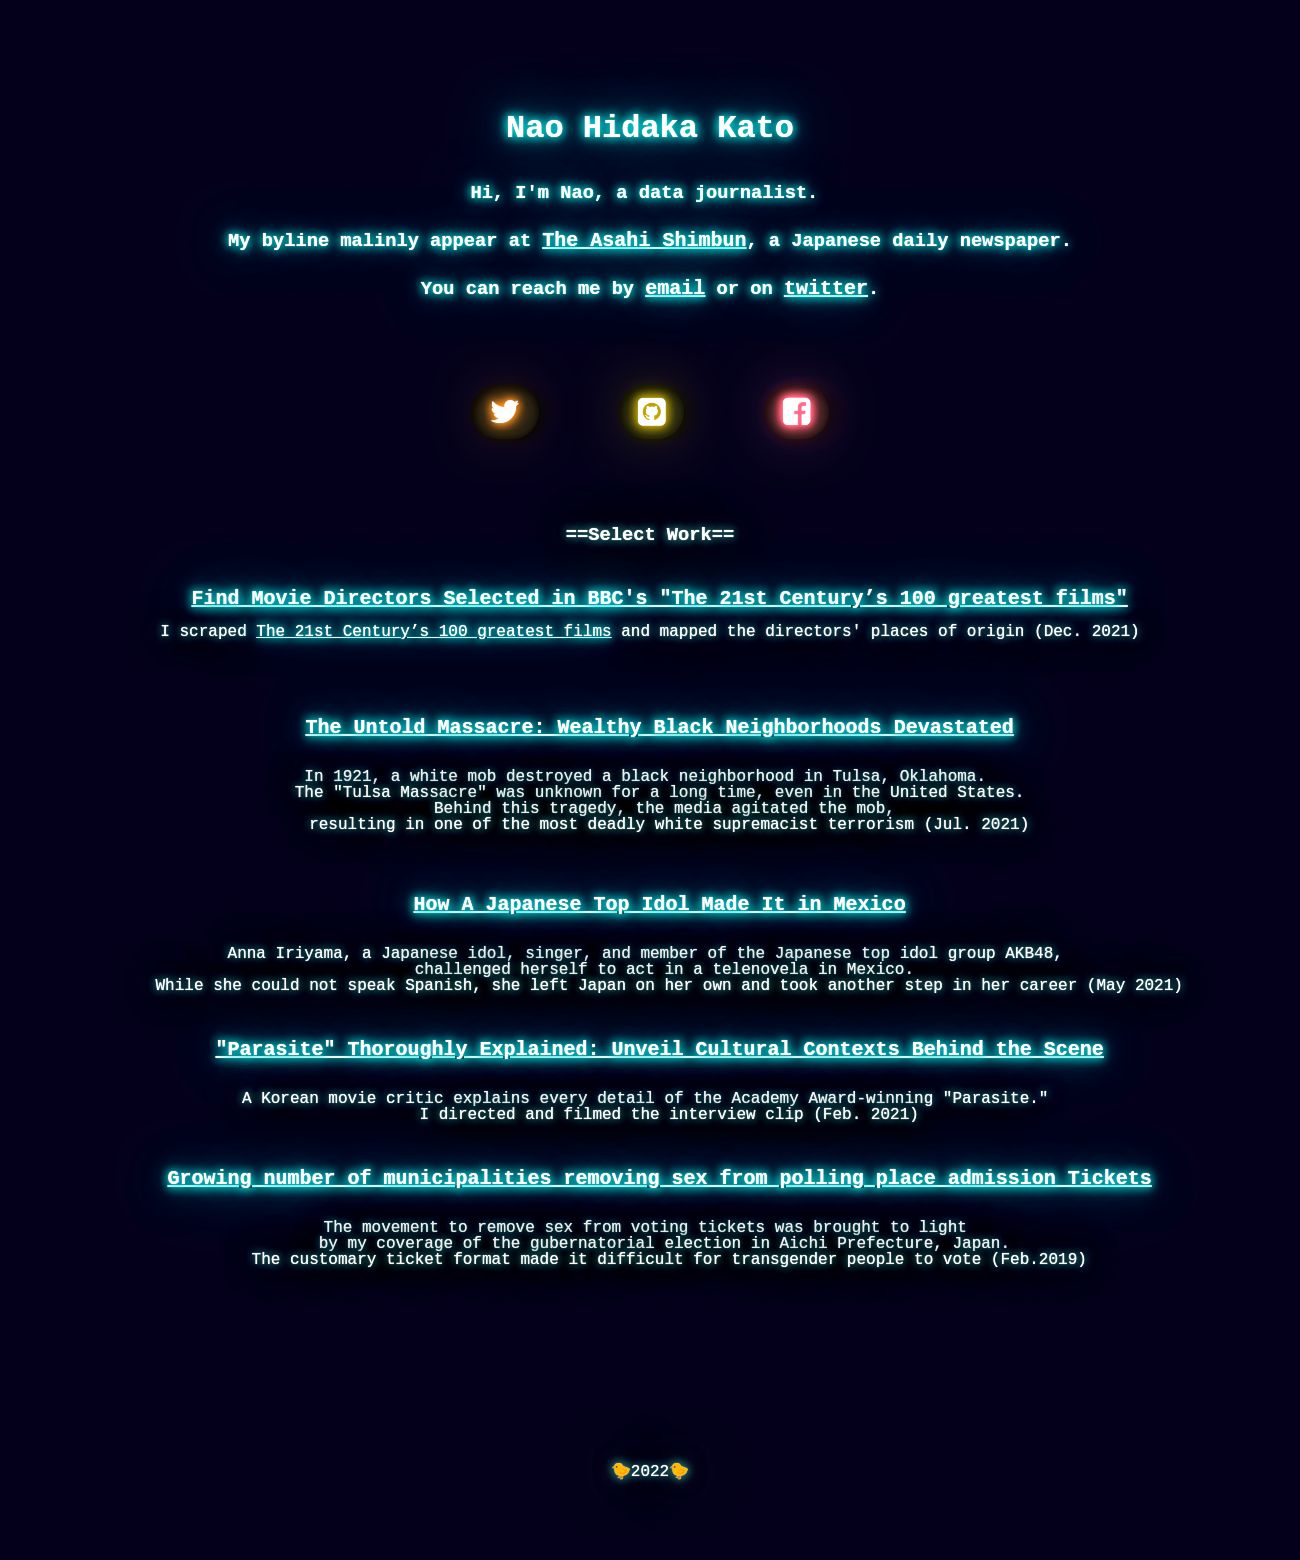 Nao Hidaka Kato
Hi, I'm Nao, a data journalist.
My byline malinly appear at The Asahi Shimbun, a Japanese daily newspaper.
You can reach me by email or on twitter.
==Select Work==
Find Movie Directors Selected in BBC's "The 21st Century’s 100 greatest films"
I scraped The 21st Century’s 100 greatest films and mapped the directors' places of origin (Dec. 2021)
The Untold Massacre: Wealthy Black Neighborhoods Devastated
In 1921, a white mob destroyed a black neighborhood in Tulsa, Oklahoma.
The "Tulsa Massacre" was unknown for a long time, even in the United States.
Behind this tragedy, the media agitated the mob,
resulting in one of the most deadly white supremacist terrorism (Jul. 2021)
How A Japanese Top Idol Made It in Mexico
Anna Iriyama, a Japanese idol, singer, and member of the Japanese top idol group AKB48,
challenged herself to act in a telenovela in Mexico.
While she could not speak Spanish, she left Japan on her own and took another step in her career (May 2021)
"Parasite" Thoroughly Explained: Unveil Cultural Contexts Behind the Scene
A Korean movie critic explains every detail of the Academy Award-winning "Parasite."
I directed and filmed the interview clip (Feb. 2021)
Growing number of municipalities removing sex from polling place admission Tickets
The movement to remove sex from voting tickets was brought to light
by my coverage of the gubernatorial election in Aichi Prefecture, Japan.
The customary ticket format made it difficult for transgender people to vote (Feb.2019)
🐤2022🐤